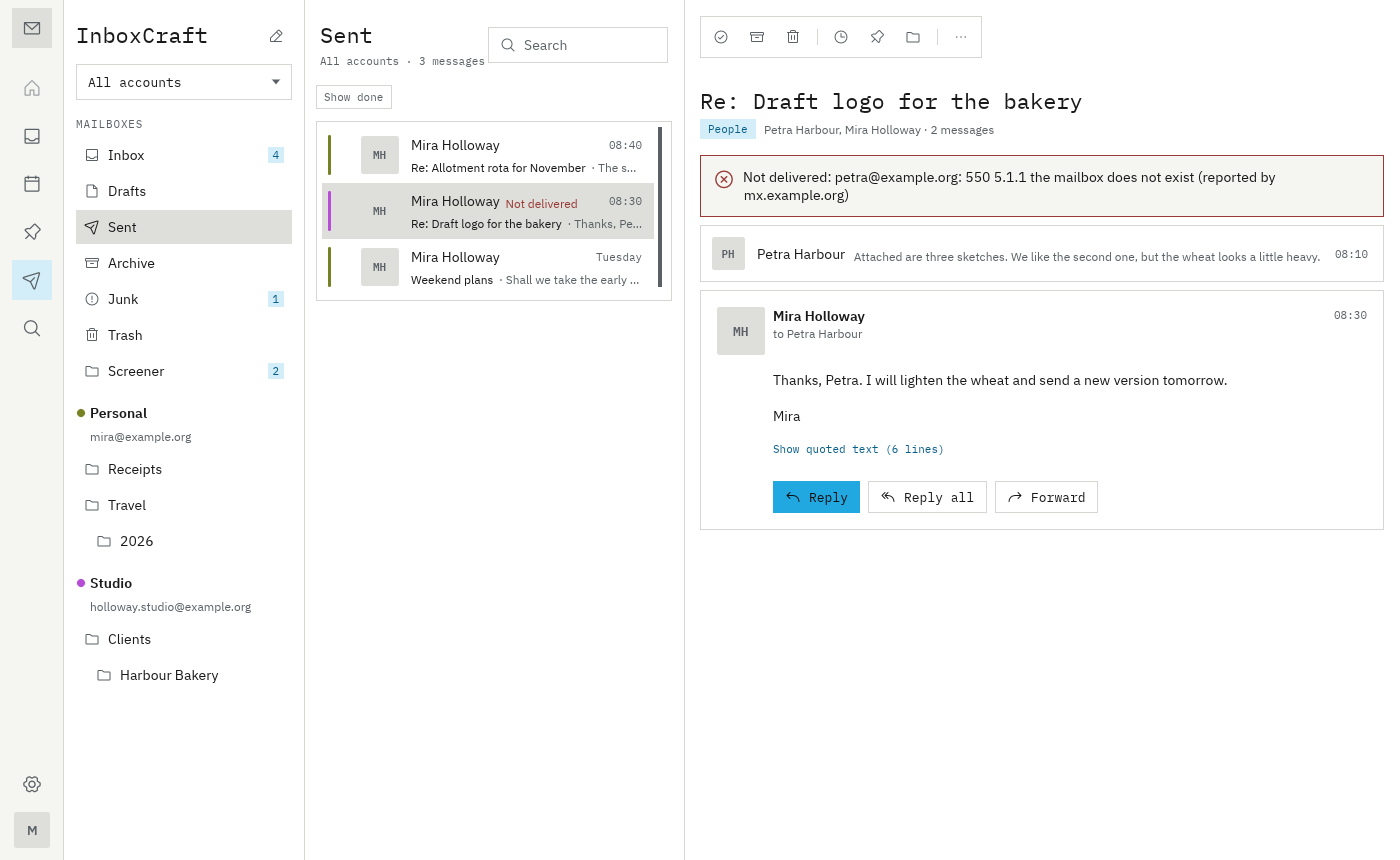 InboxCraft
All accounts
MAILBOXES
Inbox 4
Drafts
Sent
Archive
Junk 1
Trash
Screener 2
Personal
mira@example.org
Receipts
Travel
2026
Studio
holloway.studio@example.org
Clients
Harbour Bakery
M
Sent
All accounts · 3 messages
Search
Show done
MH
Mira Holloway 08:40
Re: Allotment rota for November · The s…
MH
Mira Holloway Not delivered 08:30
Re: Draft logo for the bakery · Thanks, Pe…
MH
Mira Holloway Tuesday
Weekend plans · Shall we take the early …
Re: Draft logo for the bakery
People Petra Harbour, Mira Holloway · 2 messages
Not delivered: petra@example.org: 550 5.1.1 the mailbox does not exist (reported by
mx.example.org)
PH Petra Harbour Attached are three sketches. We like the second one, but the wheat looks a little heavy. 08:10
MH
Mira Holloway 08:30
to Petra Harbour
Thanks, Petra. I will lighten the wheat and send a new version tomorrow.
Mira
Show quoted text (6 lines)
Reply Reply all Forward